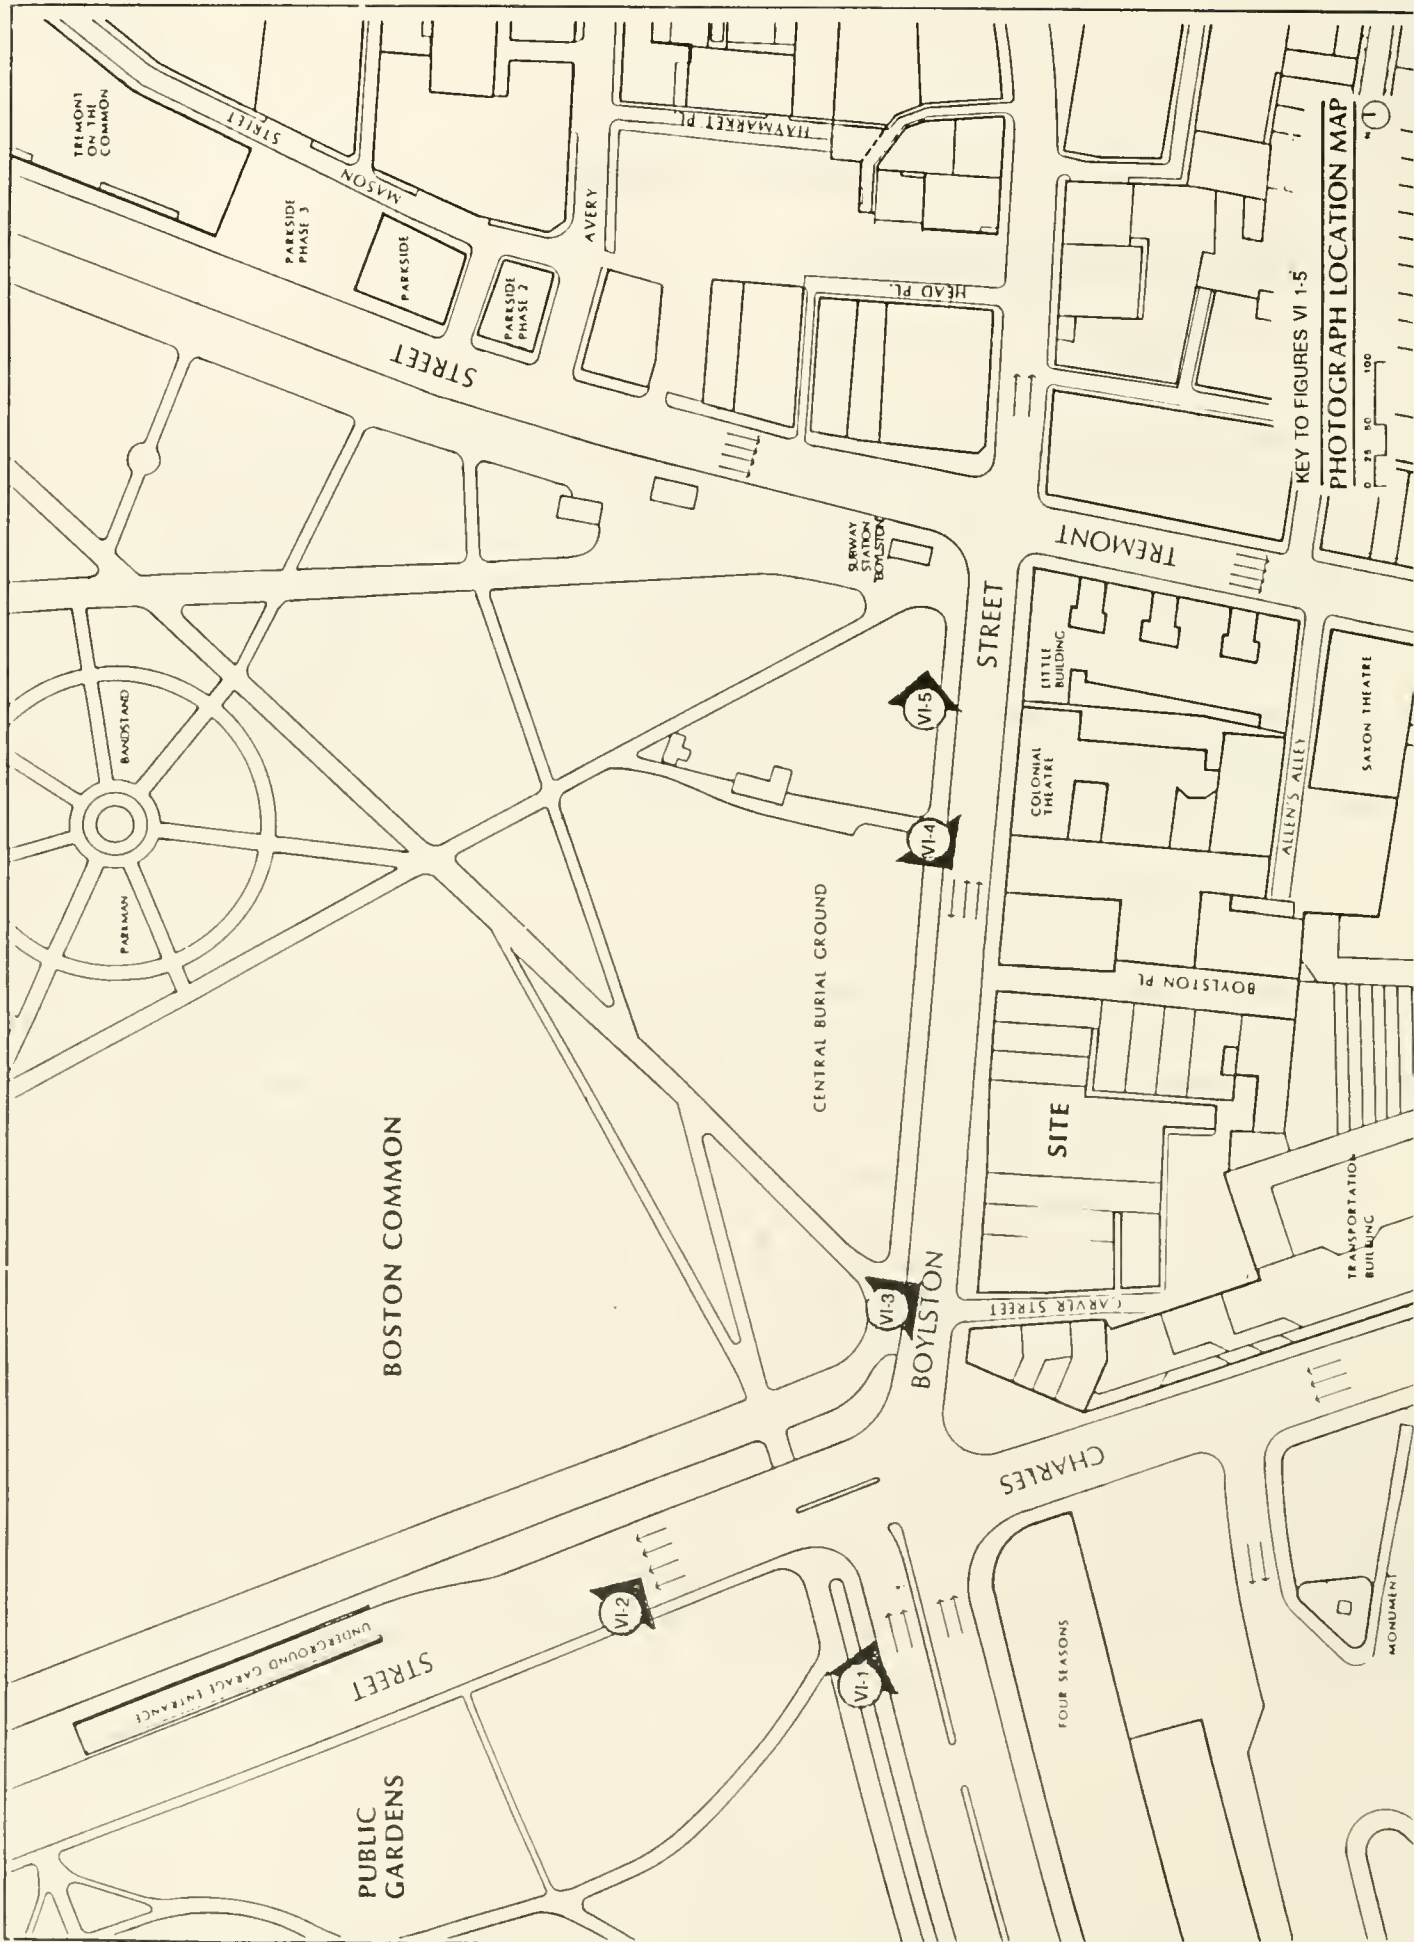 TREMONT
ON THE
COMMON
PARKSIDE
PHASE 3
PARKSIDE
PARKSIDE
PHASE 2
MASON
STREET
AVERY
HAYMARKET PL.
HEAD PL.
STREET
PARKMAN
BANDSTAND
SUBWAY
STATION
BOYLSTON
STREET
TREMONT
VI-5
VI-4
LITTLE
BUILDING
COLONIAL
THEATRE
ALLEN'S ALLEY
SAXON THEATRE
BOSTON COMMON
CENTRAL BURIAL GROUND
BOYLSTON PL
SITE
VI-3
BOYLSTON
CARVER STREET
TRANSPORTATION
BUILDING
CHARLES
UNDERGROUND GARAGE ENTRANCE
STREET
VI-2
VI-1
PUBLIC
GARDENS
FOUR SEASONS
MONUMENT
KEY TO FIGURES VI 1-5
PHOTOGRAPH LOCATION MAP
0 25 50 100
N